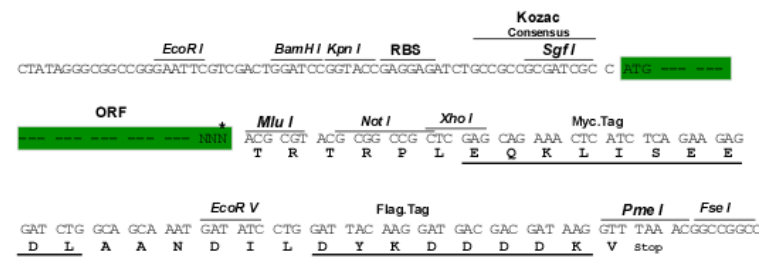 Kozac
Consensus
EcoR I BamH I Kpn I RBS Sgf I
CTATAGGGCGGCCGGGAATTCGTCGACTGGATCCGGTACCGAGGAGATCTGCCGCCGCGATCGC C ATG --- --- ---
ORF
Mlu I Not I Xho I Myc.Tag
--- --- --- --- --- --- NNN ACG CGT ACG CGG CCG CTC GAG CAG AAA CTC ATC TCA GAA GAG
T R T R P L E Q K L I S E E
EcoR V Flag.Tag Pme I Fse I
GAT CTG GCA GCA AAT GAT ATC CTG GAT TAC AAG GAT GAC GAC GAT AAG GTT TAA ACGGCCGGCC
D L A A N D I L D Y K D D D D K V Stop